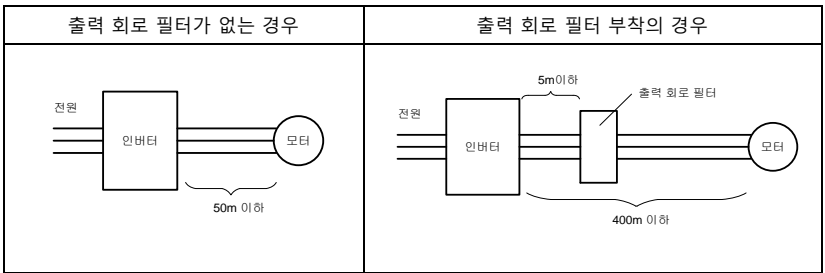 출력 회로 필터가 없는 경우
출력 회로 필터 부착의 경우
전원
인버터
모터
50m 이하
5m이하
출력 회로 필터
전원
인버터
모터
400m 이하